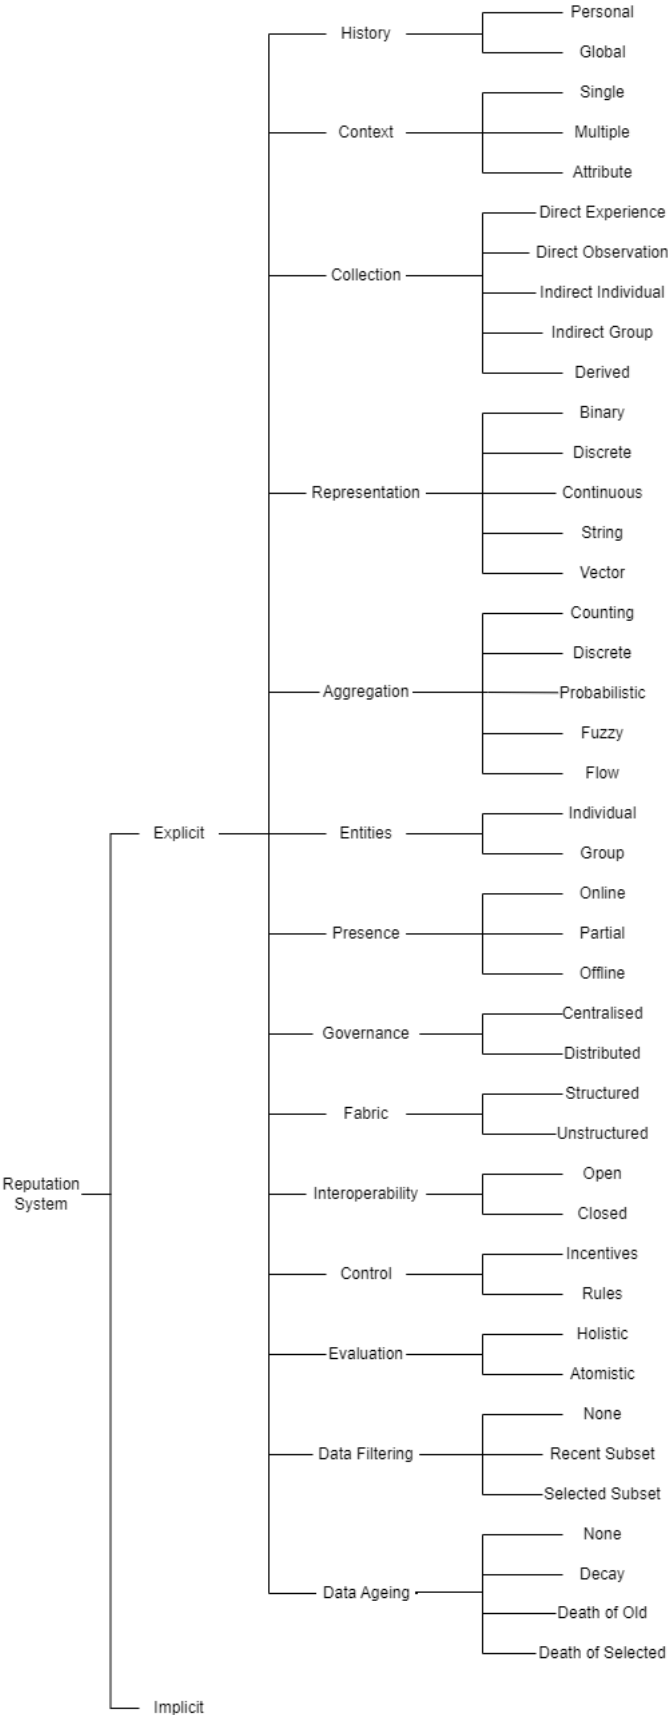 Reputation
System
Explicit
History
Personal
Global
Context
Single
Multiple
Attribute
Collection
Direct Experience
Direct Observation
Indirect Individual
Indirect Group
Derived
Representation
Binary
Discrete
Continuous
String
Vector
Aggregation
Counting
Discrete
Probabilistic
Fuzzy
Flow
Entities
Individual
Group
Presence
Online
Partial
Offline
Governance
Centralised
Distributed
Fabric
Structured
Unstructured
Interoperability
Open
Closed
Control
Incentives
Rules
Evaluation
Holistic
Atomistic
Data Filtering
None
Recent Subset
Selected Subset
Data Ageing
None
Decay
Death of Old
Death of Selected
Implicit